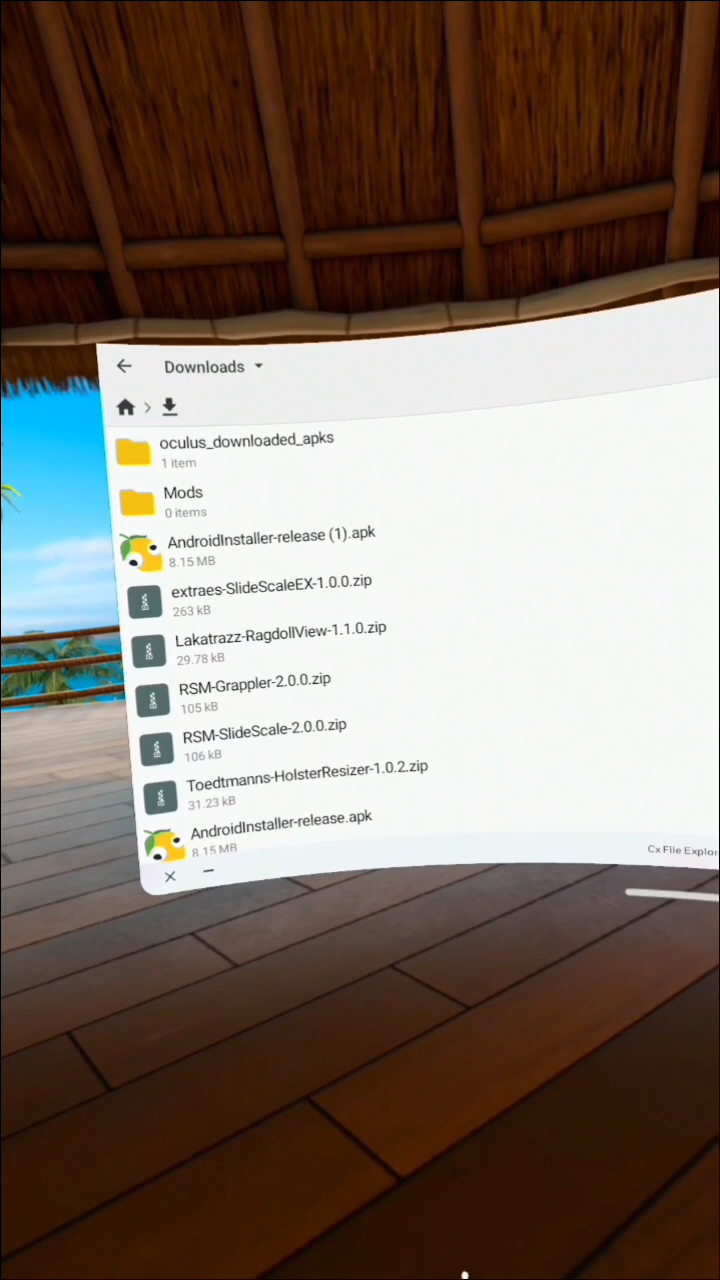 Downloads
oculus_downloaded_apks
1 item
Mods
0 items
AndroidInstaller-release (1).apk
8.15 MB
extraes-SlideScaleEX-1.0.0.zip
263 kB
Lakatrazz-RagdollView-1.1.0.zip
29.78 kB
RSM-Grappler-2.0.0.zip
105 kB
RSM-SlideScale-2.0.0.zip
106 kB
Toedtmanns-HolsterResizer-1.0.2.zip
31.23 kB
AndroidInstaller-release.apk
8.15 MB
Cx File Explor